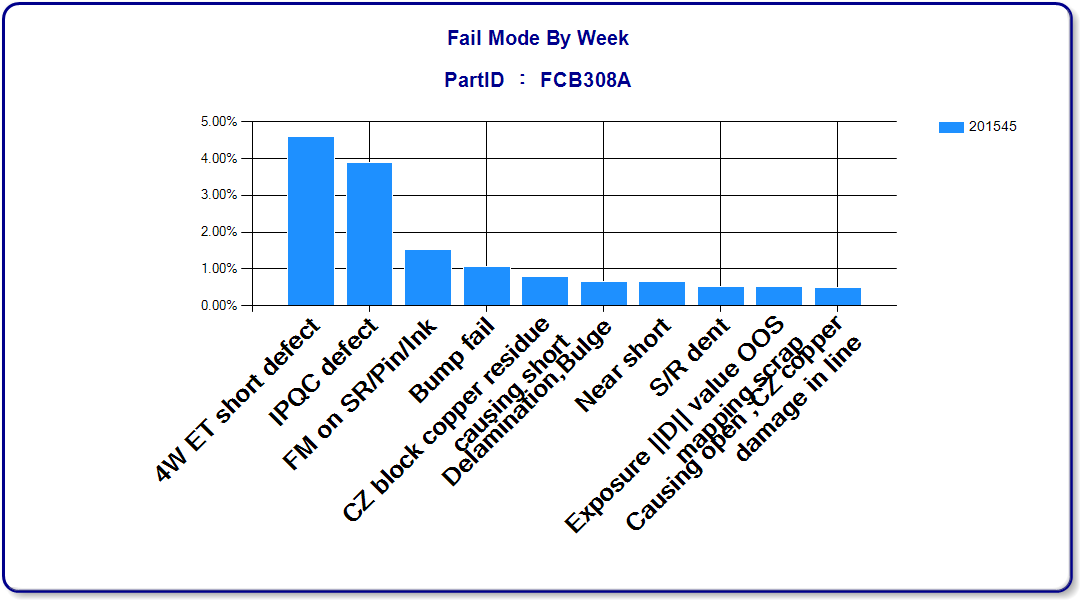 Fail Mode By Week
PartID : FCB308A
201545
5.00%
4.00%
3.00%
2.00%
1.00%
0.00%
4W ET short defect
IPQC defect
FM on SR/Pin/Ink
Bump fail
CZ block copper residue
causing short
Delamination,Bulge
Near short
S/R dent
Exposure ||D|| value OOS
mapping scrap
Causing open ,CZ copper
damage in line